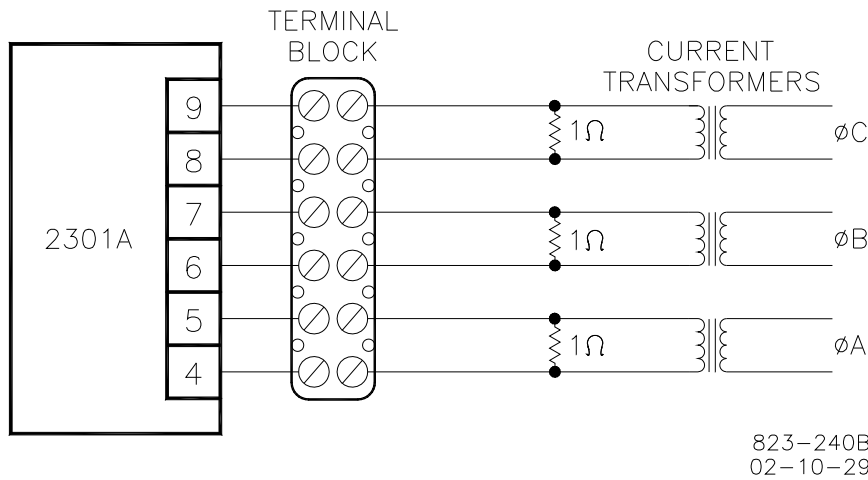 TERMINAL
BLOCK
CURRENT
TRANSFORMERS
9
1Ω
øC
8
7
2301A
1Ω
øB
6
5
1Ω
øA
4
823-240B
02-10-29